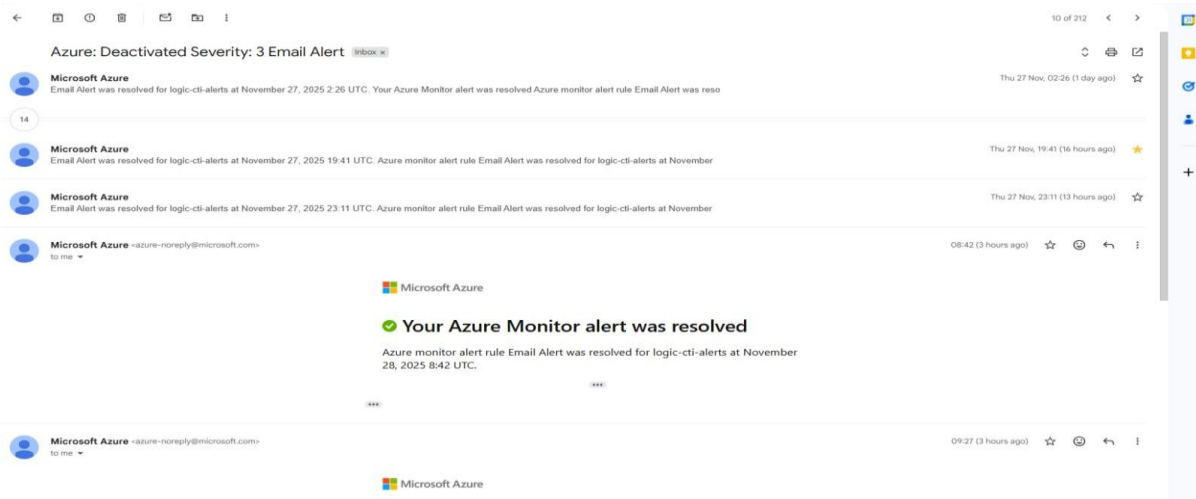 10 of 212
Azure: Deactivated Severity: 3 Email Alert Inbox x
Microsoft Azure
Thu 27 Nov, 02:26 (1 day ago)
Email Alert was resolved for logic-cti-alerts at November 27, 2025 2:26 UTC. Your Azure Monitor alert was resolved Azure monitor alert rule Email Alert was reso
14
Microsoft Azure
Thu 27 Nov, 19:41 (16 hours ago)
Email Alert was resolved for logic-cti-alerts at November 27, 2025 19:41 UTC. Azure monitor alert rule Email Alert was resolved for logic-cti-alerts at November
Microsoft Azure
Thu 27 Nov, 23:11 (13 hours ago)
Email Alert was resolved for logic-cti-alerts at November 27, 2025 23:11 UTC. Azure monitor alert rule Email Alert was resolved for logic-cti-alerts at November
Microsoft Azure <azure-noreply@microsoft.com>
08:42 (3 hours ago)
to me
Microsoft Azure
Your Azure Monitor alert was resolved
Azure monitor alert rule Email Alert was resolved for logic-cti-alerts at November
28, 2025 8:42 UTC.
Microsoft Azure <azure-noreply@microsoft.com>
09:27 (3 hours ago)
to me
Microsoft Azure